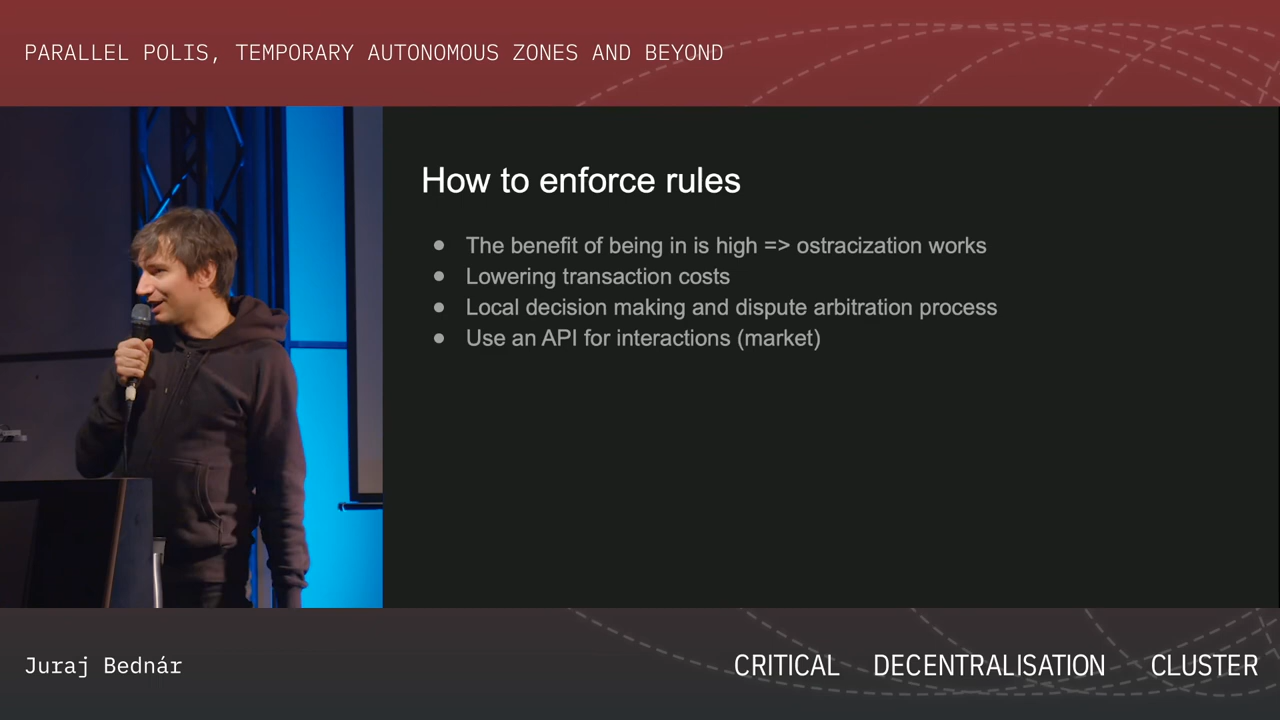 PARALLEL POLIS, TEMPORARY AUTONOMOUS ZONES AND BEYOND
How to enforce rules
● The benefit of being in is high => ostracization works
● Lowering transaction costs
● Local decision making and dispute arbitration process
● Use an API for interactions (market)
Juraj Bednár
CRITICAL DECENTRALISATION CLUSTER